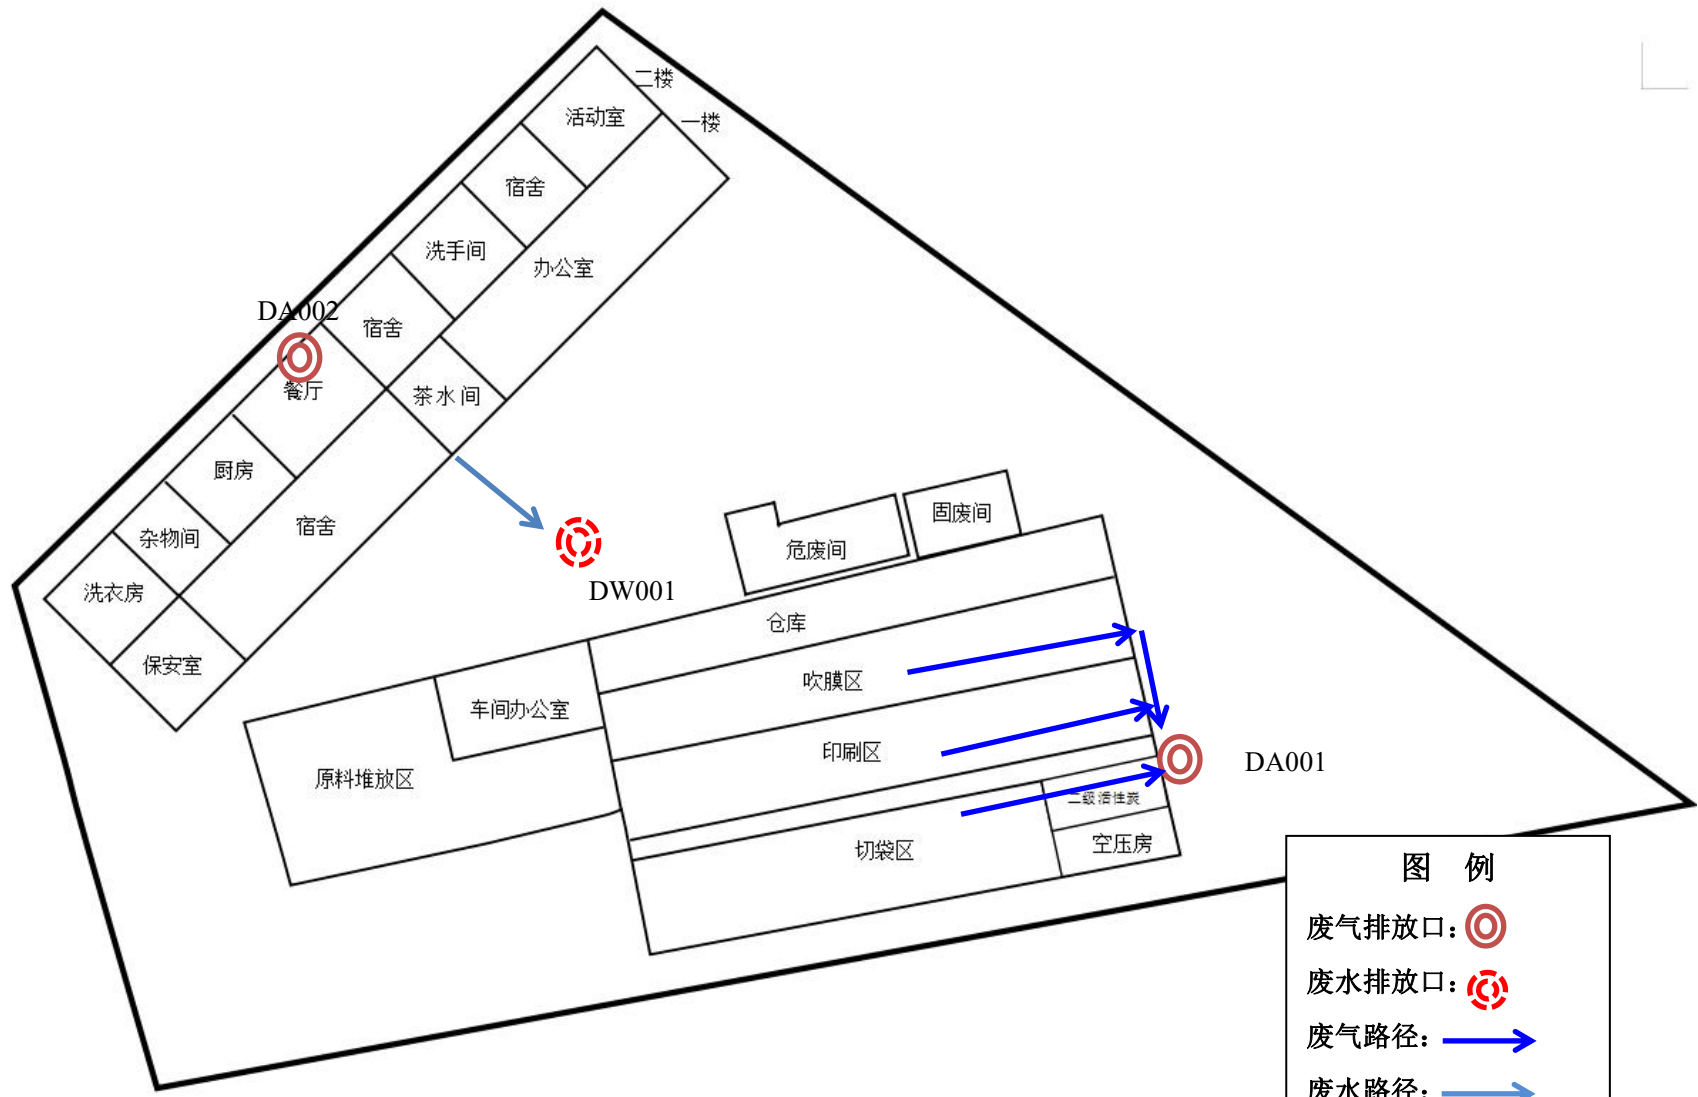 二楼
活动室
一楼
宿舍
洗手间
办公室
DA002
宿舍
餐厅
茶水间
厨房
宿舍
杂物间
洗衣房
保安室
DW001
固废间
危废间
仓库
吹膜区
车间办公室
印刷区
原料堆放区
DA001
二级活性炭
切袋区
空压房
图 例
废气排放口：
废水排放口：
废气路径：
废水路径：